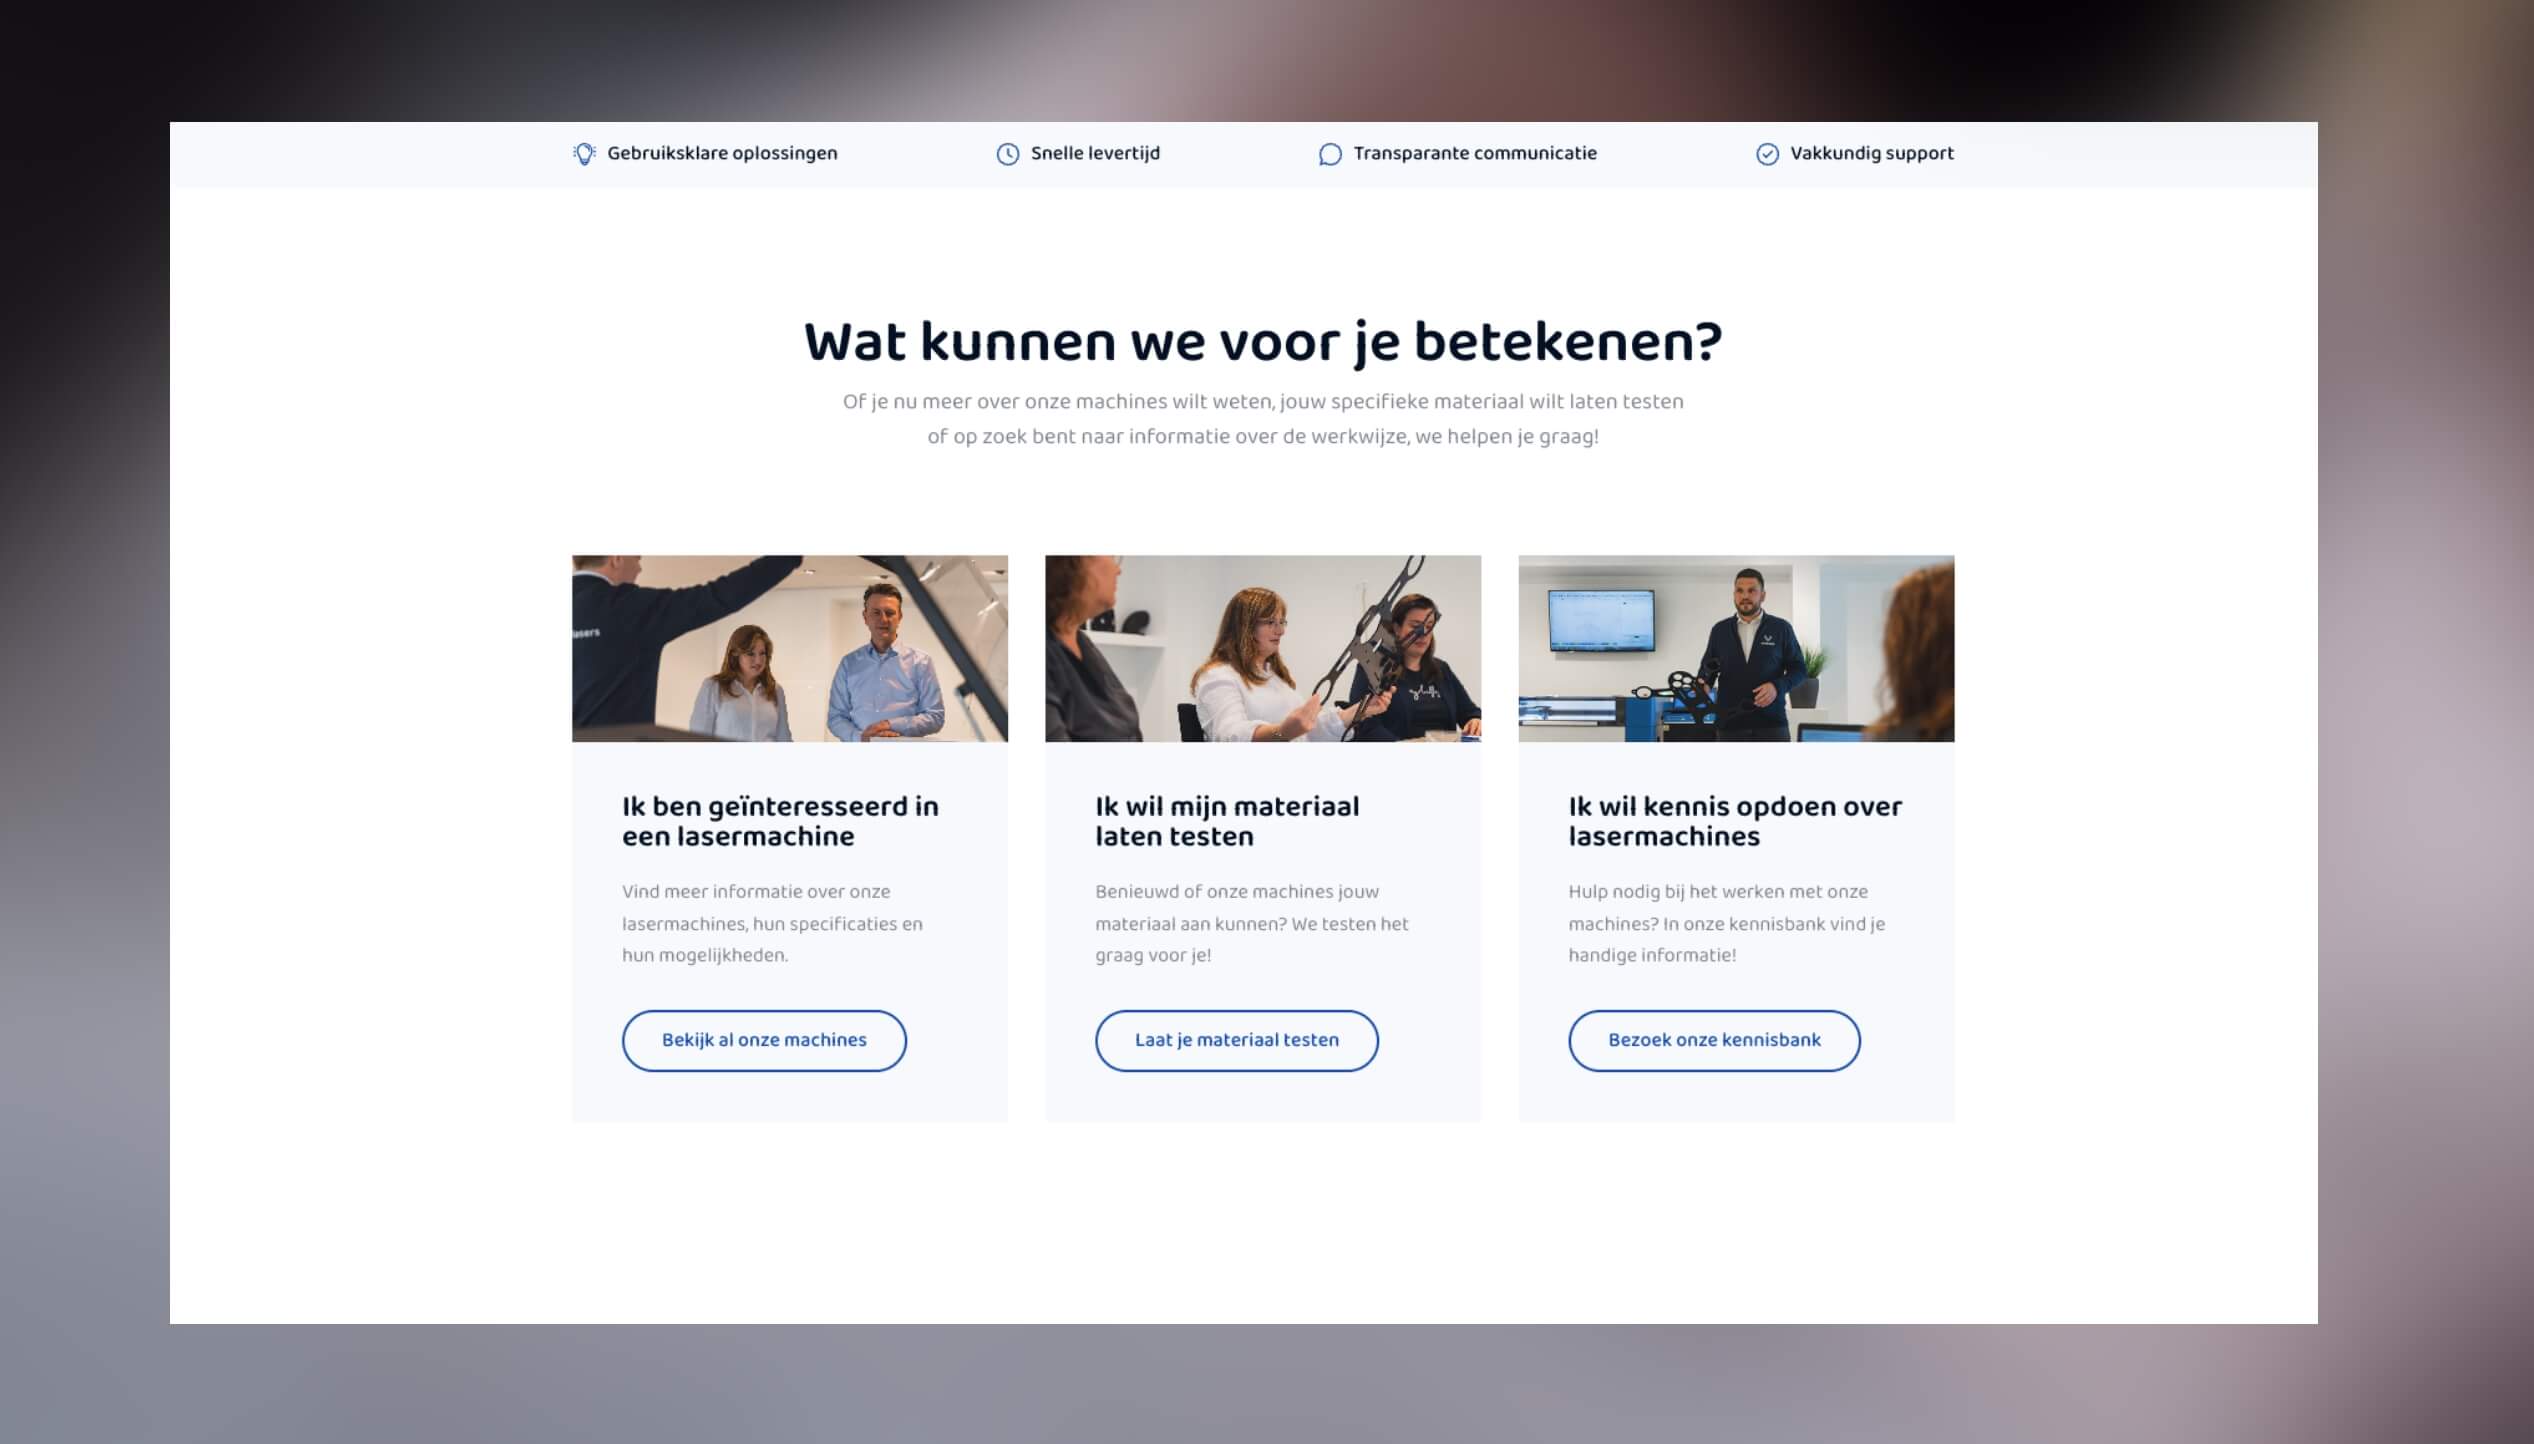 Gebruiksklare oplossingen
Snelle levertijd
Transparante communicatie
Vakkundig support
Wat kunnen we voor je betekenen?
Of je nu meer over onze machines wilt weten, jouw specifieke materiaal wilt laten testen
of op zoek bent naar informatie over de werkwijze, we helpen je graag!
lasers
Ik ben geïnteresseerd in
een lasermachine
Vind meer informatie over onze
lasermachines, hun specificaties en
hun mogelijkheden.
Bekijk al onze machines
Ik wil mijn materiaal
laten testen
Benieuwd of onze machines jouw
materiaal aan kunnen? We testen het
graag voor je!
Laat je materiaal testen
Ik wil kennis opdoen over
lasermachines
Hulp nodig bij het werken met onze
machines? In onze kennisbank vind je
handige informatie!
Bezoek onze kennisbank